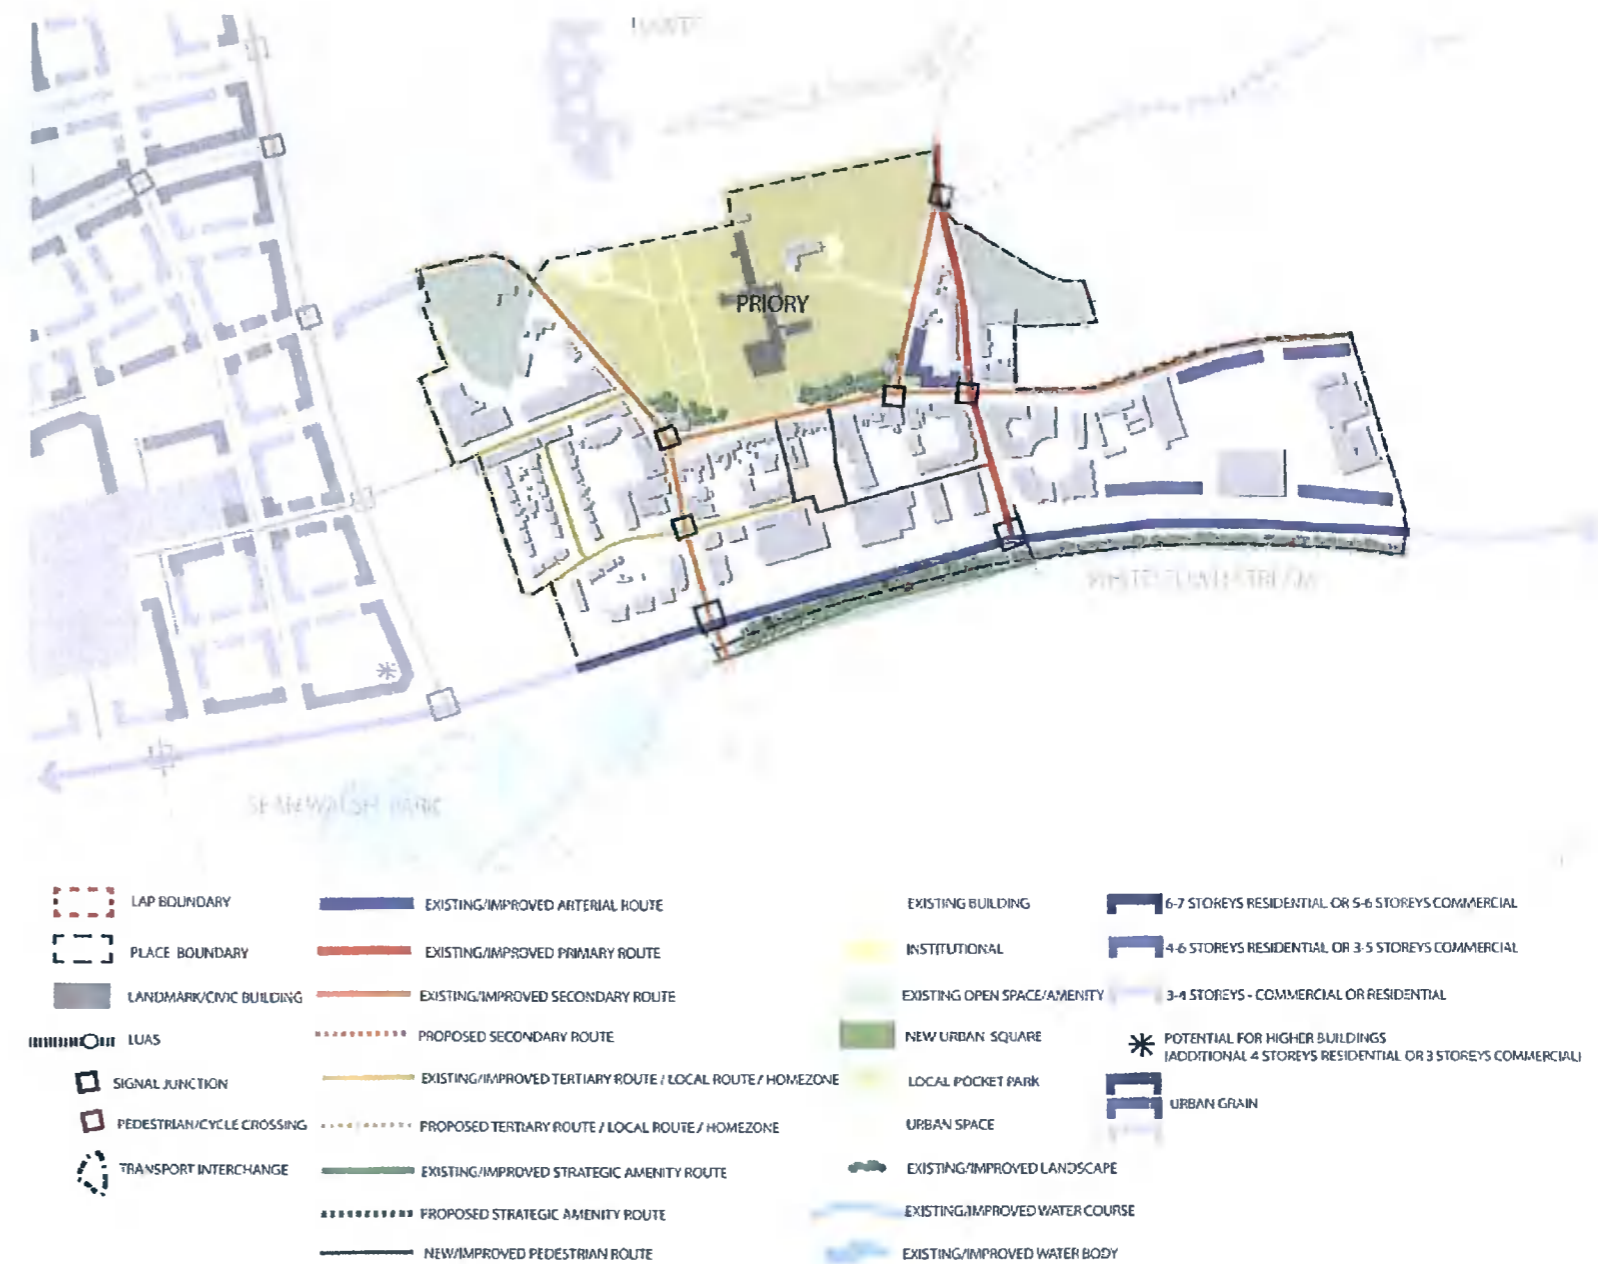 PRIORY
SEAN WALSH PARK
LAP BOUNDARY
PLACE BOUNDARY
LANDMARK/CIVIC BUILDING
LUAS
SIGNAL JUNCTION
PEDESTRIAN/CYCLE CROSSING
TRANSPORT INTERCHANGE
EXISTING/IMPROVED ARTERIAL ROUTE
EXISTING/IMPROVED PRIMARY ROUTE
EXISTING/IMPROVED SECONDARY ROUTE
PROPOSED SECONDARY ROUTE
EXISTING/IMPROVED TERTIARY ROUTE / LOCAL ROUTE / HOMEZONE
PROPOSED TERTIARY ROUTE / LOCAL ROUTE / HOMEZONE
EXISTING/IMPROVED STRATEGIC AMENITY ROUTE
PROPOSED STRATEGIC AMENITY ROUTE
NEW/IMPROVED PEDESTRIAN ROUTE
EXISTING BUILDING
INSTITUTIONAL
EXISTING OPEN SPACE/AMENITY
NEW URBAN SQUARE
LOCAL POCKET PARK
URBAN SPACE
EXISTING/IMPROVED LANDSCAPE
EXISTING/IMPROVED WATER COURSE
EXISTING/IMPROVED WATER BODY
6-7 STOREYS RESIDENTIAL OR 5-6 STOREYS COMMERCIAL
4-6 STOREYS RESIDENTIAL OR 3-5 STOREYS COMMERCIAL
3-4 STOREYS - COMMERCIAL OR RESIDENTIAL
POTENTIAL FOR HIGHER BUILDINGS
(ADDITIONAL 4 STOREYS RESIDENTIAL OR 3 STOREYS COMMERCIAL)
URBAN GRAIN